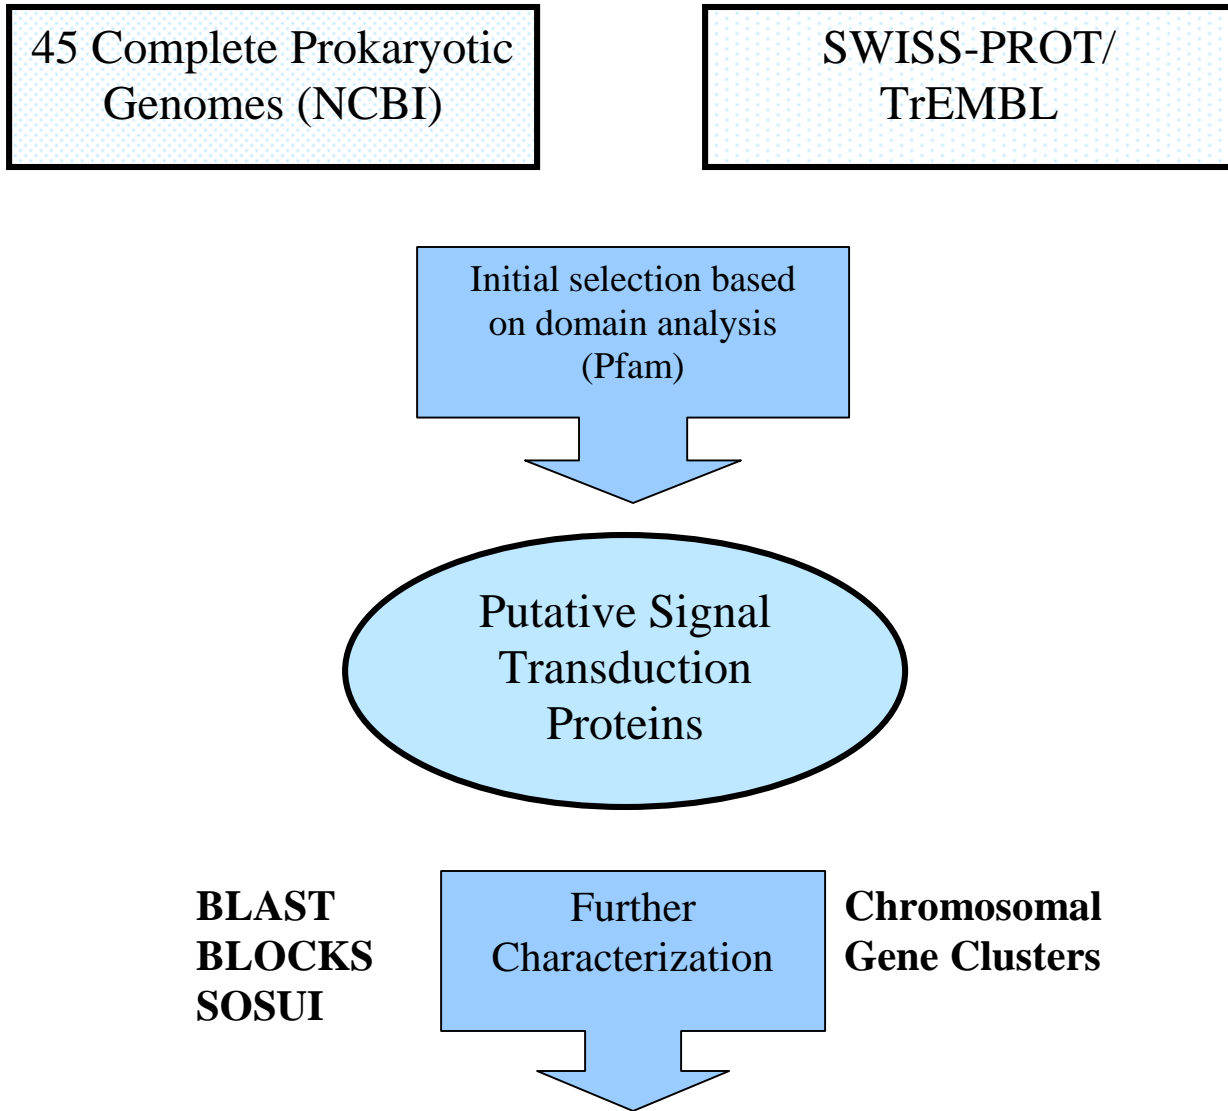 45 Complete Prokaryotic
Genomes (NCBI)
SWISS-PROT/
TrEMBL
Initial selection based
on domain analysis
(Pfam)
Putative Signal
Transduction
Proteins
BLAST
BLOCKS
SOSUI
Further
Characterization
Chromosomal
Gene Clusters